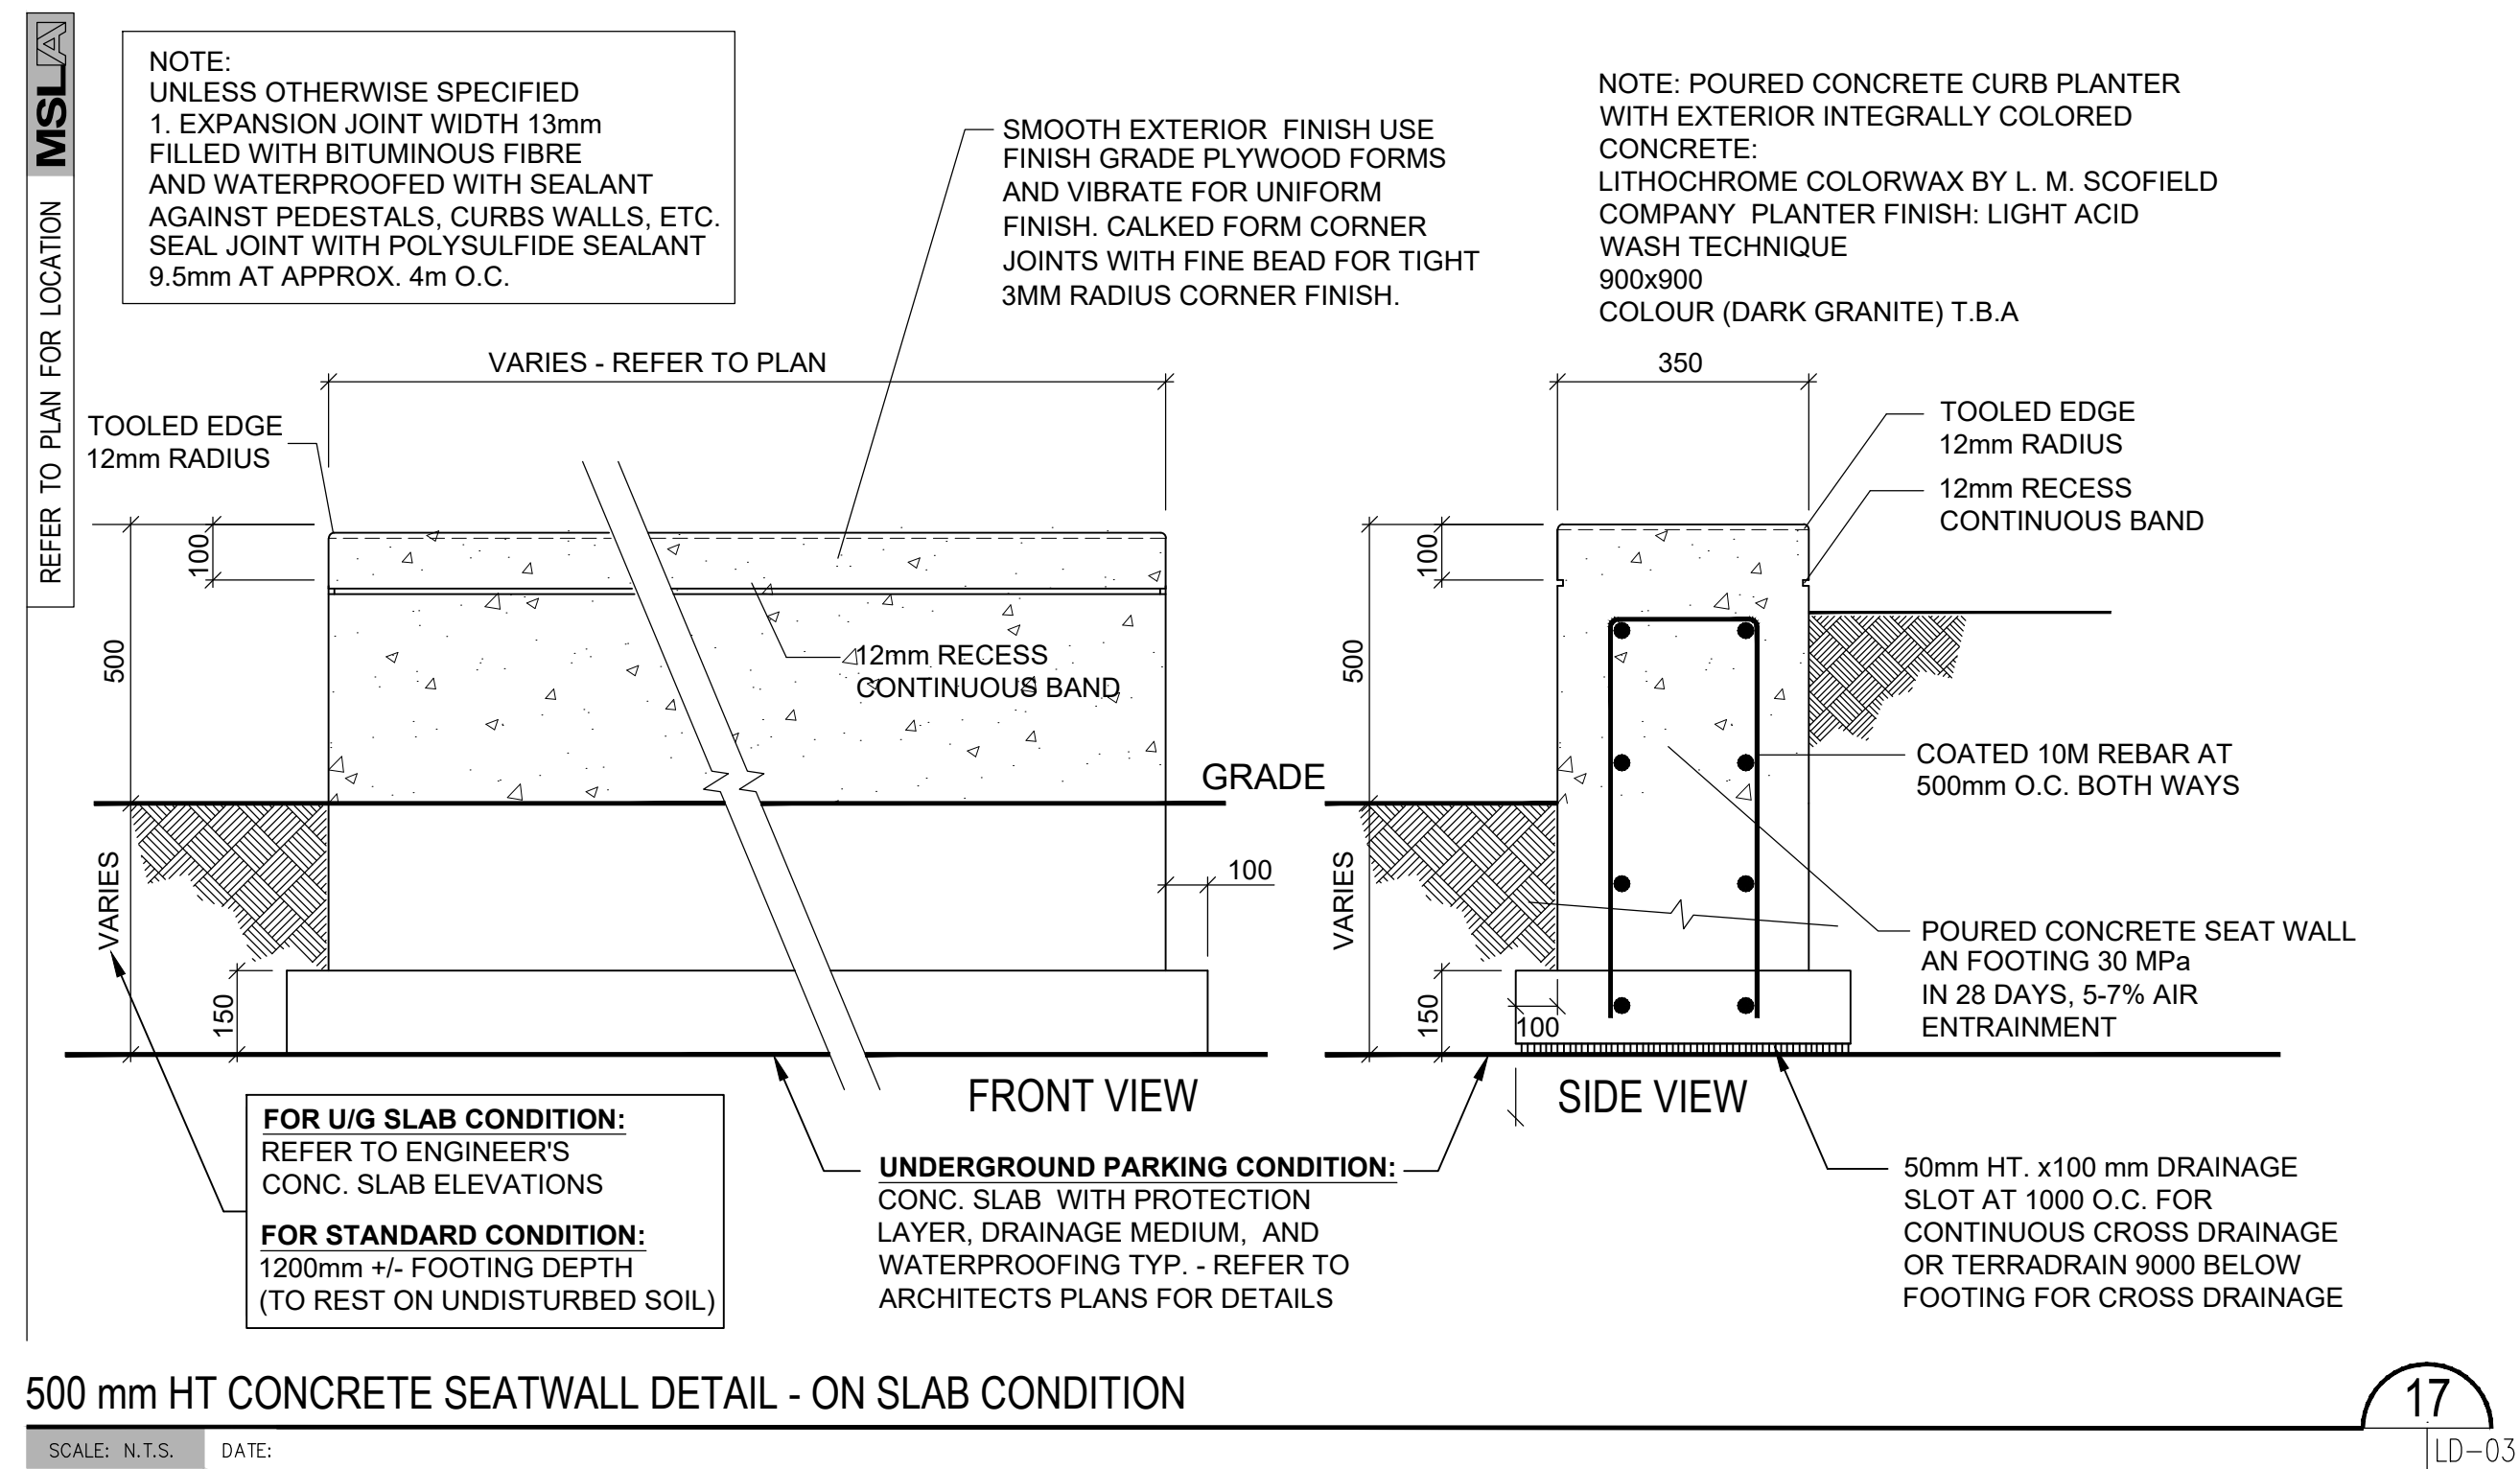 MSLA
REFER TO PLAN FOR LOCATION
NOTE:
UNLESS OTHERWISE SPECIFIED
1. EXPANSION JOINT WIDTH 13mm
FILLED WITH BITUMINOUS FIBRE
AND WATERPROOFED WITH SEALANT
AGAINST PEDESTALS, CURBS WALLS, ETC.
SEAL JOINT WITH POLYSULFIDE SEALANT
9.5mm AT APPROX. 4m O.C.
SMOOTH EXTERIOR FINISH USE
FINISH GRADE PLYWOOD FORMS
AND VIBRATE FOR UNIFORM
FINISH. CALKED FORM CORNER
JOINTS WITH FINE BEAD FOR TIGHT
3MM RADIUS CORNER FINISH.
NOTE: POURED CONCRETE CURB PLANTER
WITH EXTERIOR INTEGRALLY COLORED
CONCRETE:
LITHOCHROME COLORWAX BY L. M. SCOFIELD
COMPANY PLANTER FINISH: LIGHT ACID
WASH TECHNIQUE
900x900
COLOUR (DARK GRANITE) T.B.A
VARIES - REFER TO PLAN
TOOLED EDGE
12mm RADIUS
100
500
12mm RECESS
CONTINUOUS BAND
GRADE
VARIES
100
150
FRONT VIEW
350
TOOLED EDGE
12mm RADIUS
12mm RECESS
CONTINUOUS BAND
100
500
COATED 10M REBAR AT
500mm O.C. BOTH WAYS
VARIES
POURED CONCRETE SEAT WALL
AN FOOTING 30 MPa
IN 28 DAYS, 5-7% AIR
ENTRAINMENT
150
100
SIDE VIEW
FOR U/G SLAB CONDITION:
REFER TO ENGINEER'S
CONC. SLAB ELEVATIONS
FOR STANDARD CONDITION:
1200mm +/- FOOTING DEPTH
(TO REST ON UNDISTURBED SOIL)
UNDERGROUND PARKING CONDITION:
CONC. SLAB WITH PROTECTION
LAYER, DRAINAGE MEDIUM, AND
WATERPROOFING TYP. - REFER TO
ARCHITECTS PLANS FOR DETAILS
50mm HT. x100 mm DRAINAGE
SLOT AT 1000 O.C. FOR
CONTINUOUS CROSS DRAINAGE
OR TERRADRAIN 9000 BELOW
FOOTING FOR CROSS DRAINAGE
500 mm HT CONCRETE SEATWALL DETAIL - ON SLAB CONDITION
17
LD-03
SCALE: N.T.S. DATE: